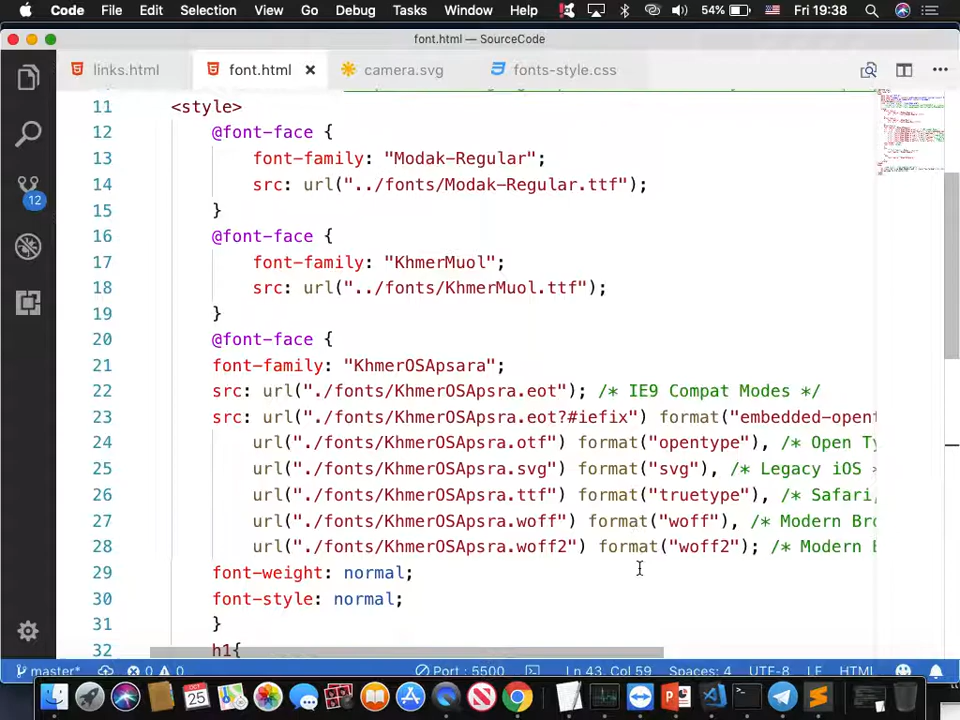 Code File Edit Selection View Go Debug Tasks Window Help 54% Fri 19:38
font.html — SourceCode
links.html font.html camera.svg fonts-style.css
11 <style>
12 @font-face {
13 font-family: "Modak-Regular";
14 src: url("../fonts/Modak-Regular.ttf");
15 }
16 @font-face {
17 font-family: "KhmerMuol";
18 src: url("../fonts/KhmerMuol.ttf");
19 }
20 @font-face {
21 font-family: "KhmerOSApsara";
22 src: url("./fonts/KhmerOSApsra.eot"); /* IE9 Compat Modes */
23 src: url("./fonts/KhmerOSApsra.eot?#iefix") format("embedded-opent
24 url("./fonts/KhmerOSApsra.otf") format("opentype"), /* Open Ty
25 url("./fonts/KhmerOSApsra.svg") format("svg"), /* Legacy iOS *
26 url("./fonts/KhmerOSApsra.ttf") format("truetype"), /* Safari,
27 url("./fonts/KhmerOSApsra.woff") format("woff"), /* Modern Bro
28 url("./fonts/KhmerOSApsra.woff2") format("woff2"); /* Modern B
29 font-weight: normal;
30 font-style: normal;
31 }
32 h1{
12
master* 0 0 Port : 5500 Ln 43, Col 59 Spaces: 4 UTF-8 LF HTML
OCT 25